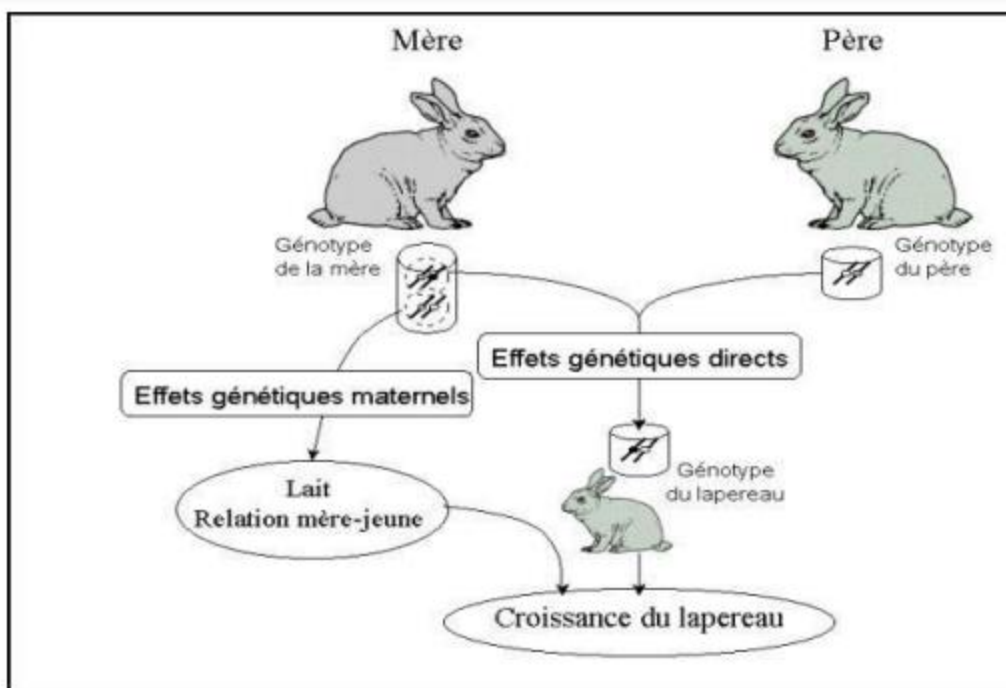 Mère
Père
Génotype
de la mère
Génotype
du père
Effets génétiques directs
Effets génétiques maternels
Génotype
du lapereau
Lait
Relation mère-jeune
Croissance du lapereau